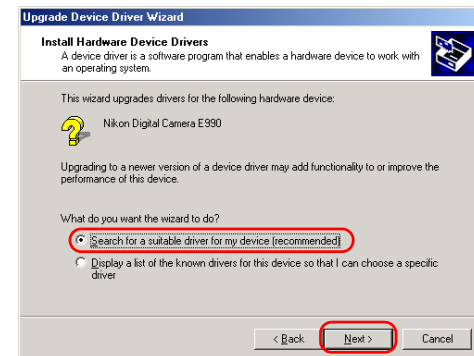 Upgrade Device Driver Wizard
Install Hardware Device Drivers
A device driver is a software program that enables a hardware device to work with
an operating system.
This wizard upgrades drivers for the following hardware device:
Nikon Digital Camera E990
Upgrading to a newer version of a device driver may add functionality to or improve the
performance of this device.
What do you want the wizard to do?
Search for a suitable driver for my device (recommended)
Display a list of the known drivers for this device so that I can choose a specific
driver
< Back Next > Cancel